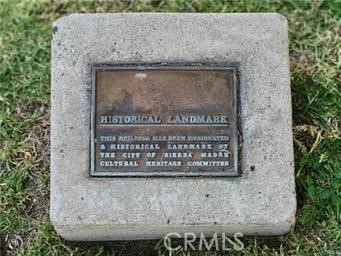 HISTORICAL LANDMARK
THIS BUILDING HAS BEEN DESIGNATED
A HISTORICAL LANDMARK BY
THE CITY OF SIERRA MADRE
CULTURAL HERITAGE COMMITTEE
CRMLS